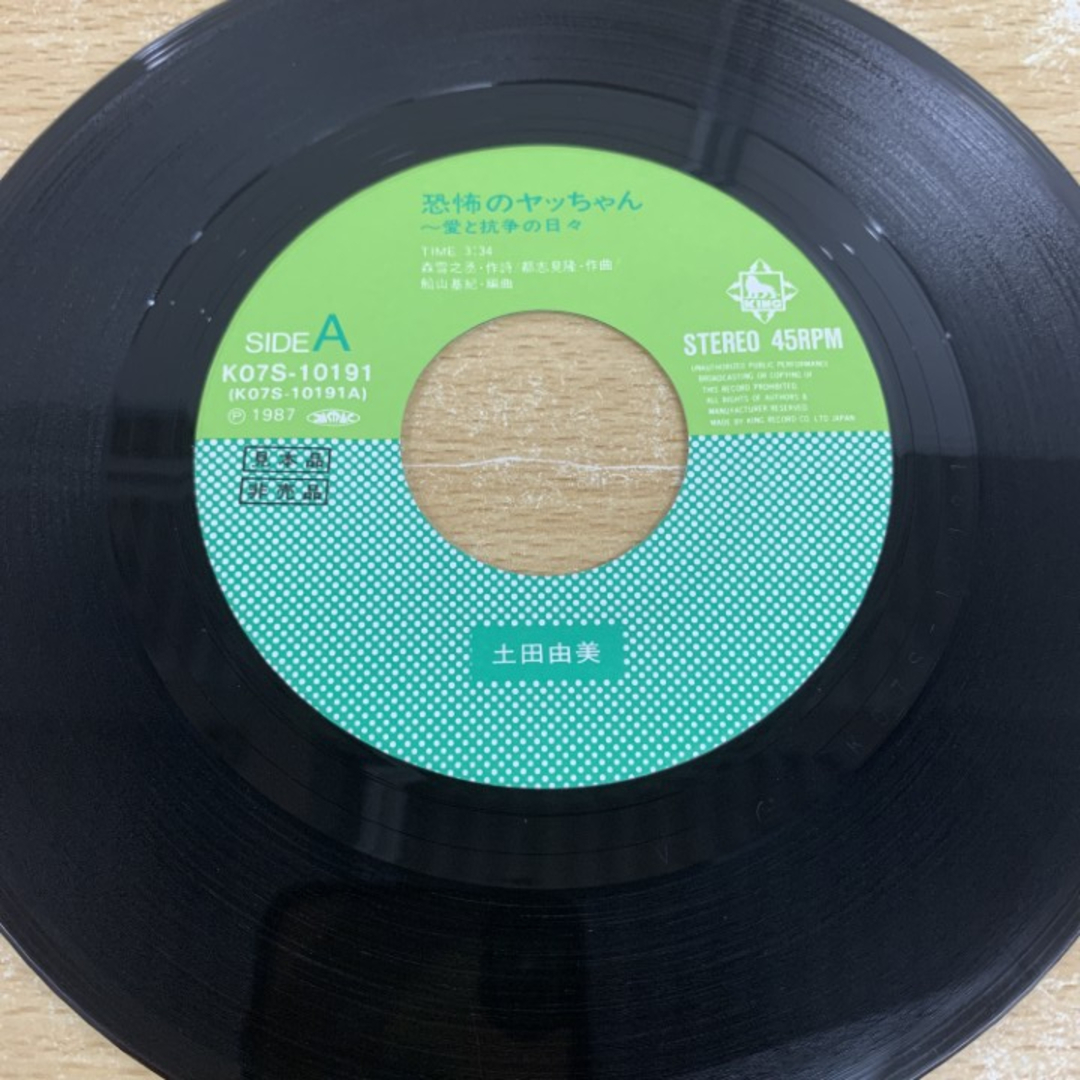 恐怖のヤッちゃん
〜愛と抗争の日々
TIME 3:34
森雪之丞・作詩/都志見隆・作曲
船山基紀・編曲
KING
SIDE A
STEREO 45RPM
K07S-10191
(K07S-10191A)
Ⓟ 1987 JASRAC
UNAUTHORIZED PUBLIC PERFORMANCE
BROADCASTING OR COPYING OF
THIS RECORD PROHIBITED.
ALL RIGHTS OF AUTHORS &
MANUFACTURER RESERVED
MADE BY KING RECORD CO. LTD JAPAN
見本品
非売品
土田由美